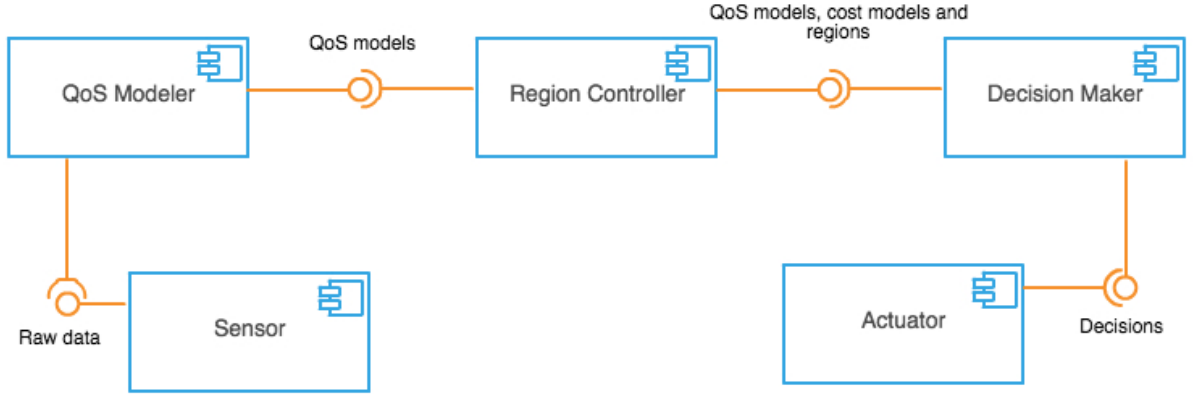 QoS models, cost models and
regions
QoS models
QoS Modeler
Region Controller
Decision Maker
Sensor
Actuator
Raw data
Decisions